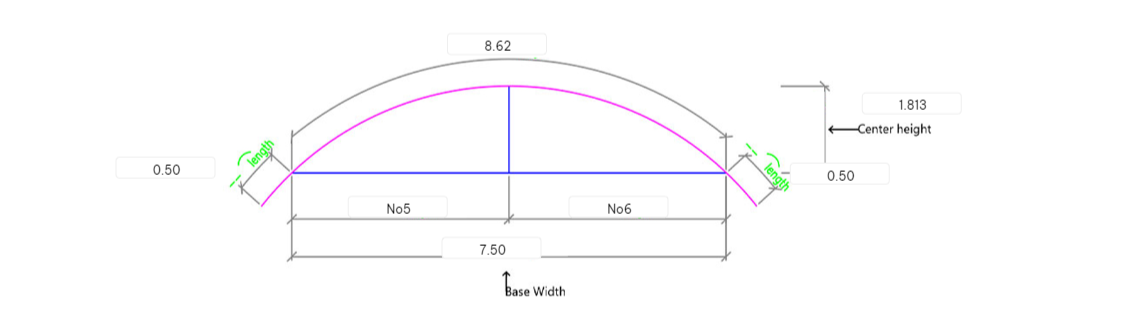 8.62
1.813
Center height
length
length
0.50
0.50
No5
No6
7.50
Base Width